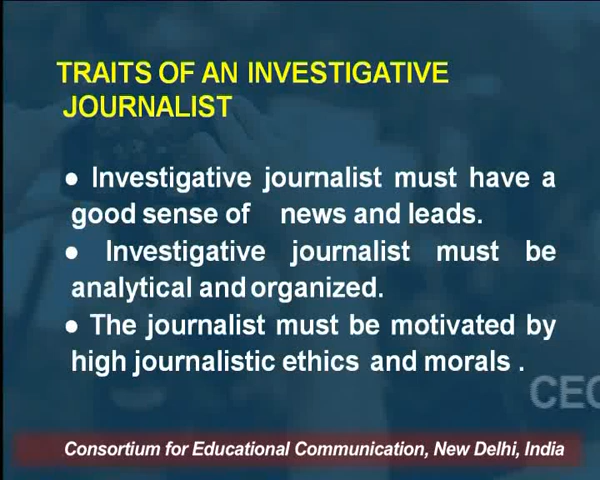 TRAITS OF AN INVESTIGATIVE
JOURNALIST
● Investigative journalist must have a
good sense of news and leads.
● Investigative journalist must be
analytical and organized.
● The journalist must be motivated by
high journalistic ethics and morals .
CEC
Consortium for Educational Communication, New Delhi, India